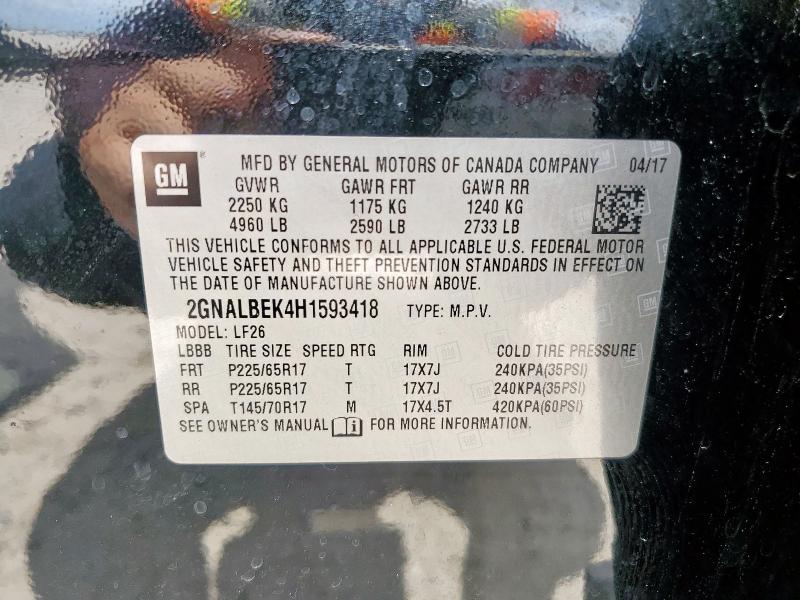 GM ® MFD BY GENERAL MOTORS OF CANADA COMPANY 04/17
GVWR GAWR FRT GAWR RR
2250 KG 1175 KG 1240 KG
4960 LB 2590 LB 2733 LB
THIS VEHICLE CONFORMS TO ALL APPLICABLE U.S. FEDERAL MOTOR
VEHICLE SAFETY AND THEFT PREVENTION STANDARDS IN EFFECT ON
THE DATE OF MANUFACTURE SHOWN ABOVE.
2GNALBEK4H1593418 TYPE: M.P.V.
MODEL: LF26
LBBB TIRE SIZE SPEED RTG RIM COLD TIRE PRESSURE
FRT P225/65R17 T 17X7J 240KPA(35PSI)
RR P225/65R17 T 17X7J 240KPA(35PSI)
SPA T145/70R17 M 17X4.5T 420KPA(60PSI)
SEE OWNER'S MANUAL FOR MORE INFORMATION.